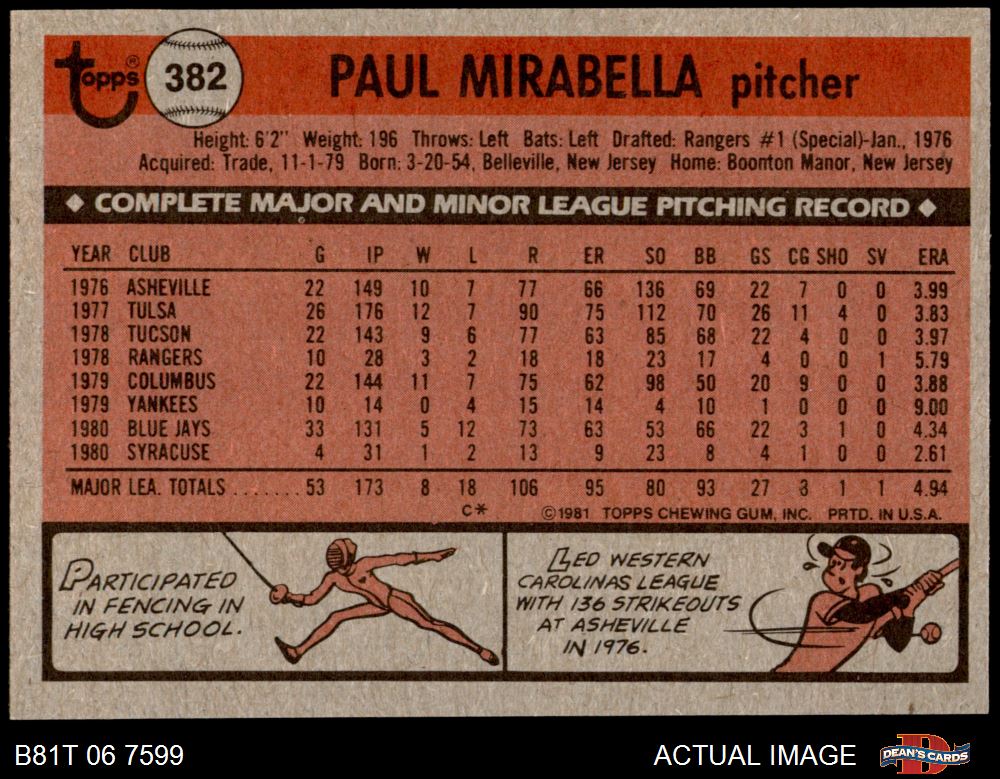 Topps® 382 PAUL MIRABELLA pitcher
Height: 6'2" Weight: 196 Throws: Left Bats: Left Drafted: Rangers #1 (Special)-Jan., 1976
Acquired: Trade, 11-1-79 Born: 3-20-54, Belleville, New Jersey Home: Boonton Manor, New Jersey
◆ COMPLETE MAJOR AND MINOR LEAGUE PITCHING RECORD ◆
YEAR CLUB G IP W L R ER SO BB GS CG SHO SV ERA
1976 ASHEVILLE 22 149 10 7 77 66 136 69 22 7 0 0 3.99
1977 TULSA 26 176 12 7 90 75 112 70 26 11 4 0 3.83
1978 TUCSON 22 143 9 6 77 63 85 68 22 4 0 0 3.97
1978 RANGERS 10 28 3 2 18 18 23 17 4 0 0 1 5.79
1979 COLUMBUS 22 144 11 7 75 62 98 50 20 9 0 0 3.88
1979 YANKEES 10 14 0 4 15 14 4 10 1 0 0 0 9.00
1980 BLUE JAYS 33 131 5 12 73 63 53 66 22 3 1 0 4.34
1980 SYRACUSE 4 31 1 2 13 9 23 8 4 1 0 0 2.61
MAJOR LEA. TOTALS ....... 53 173 8 18 106 95 80 93 27 3 1 1 4.94
C* ©1981 TOPPS CHEWING GUM, INC. PRTD. IN U.S.A.
PARTICIPATED
IN FENCING IN
HIGH SCHOOL.
LED WESTERN
CAROLINAS LEAGUE
WITH 136 STRIKEOUTS
AT ASHEVILLE
IN 1976.
B81T 06 7599 ACTUAL IMAGE DEAN'S CARDS